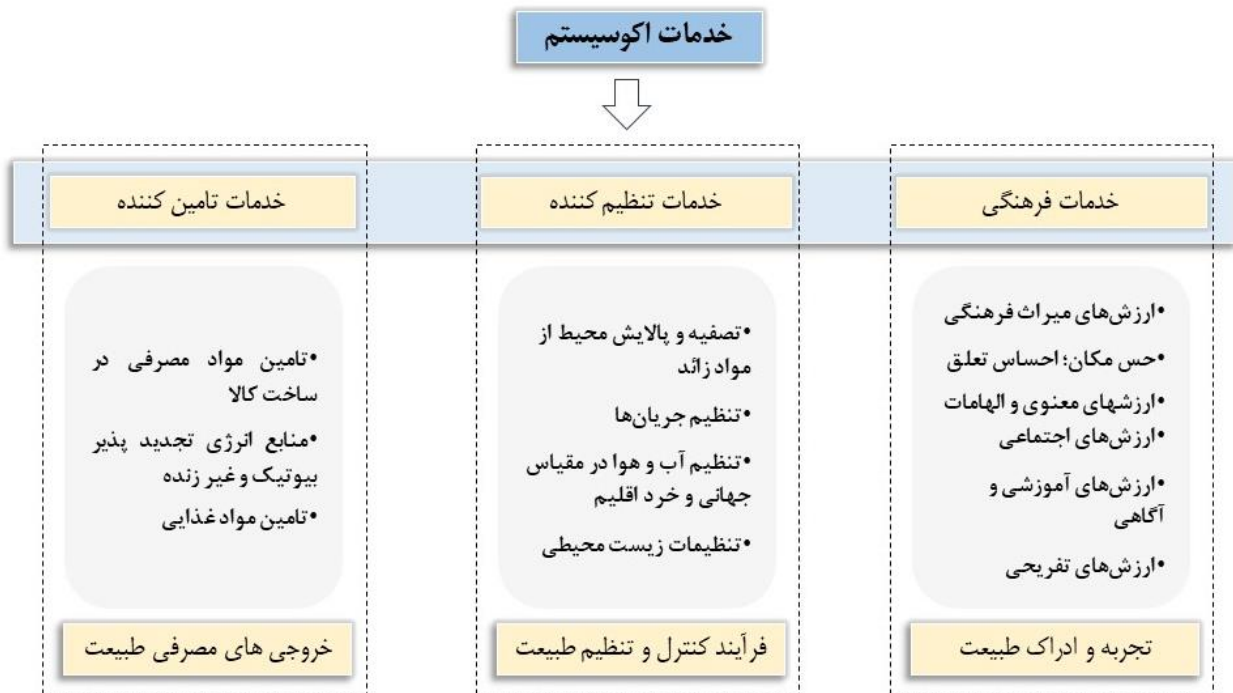 خدمات اکوسیستم
خدمات فرهنگی
•ارزش‌های میراث فرهنگی
•حس مکان؛ احساس تعلق
•ارزشهای معنوی و الهامات
•ارزش‌های اجتماعی
•ارزش‌های آموزشی و
آگاهی
•ارزش‌های تفریحی
تجربه و ادراک طبیعت
خدمات تنظیم کننده
•تصفیه و پالایش محیط از
مواد زائد
•تنظیم جریان‌ها
•تنظیم آب و هوا در مقیاس
جهانی و خرد اقلیم
•تنظیمات زیست محیطی
فرآیند کنترل و تنظیم طبیعت
خدمات تامین کننده
•تامین مواد مصرفی در
ساخت کالا
•منابع انرژی تجدید پذیر
بیوتیک و غیر زنده
•تامین مواد غذایی
خروجی های مصرفی طبیعت